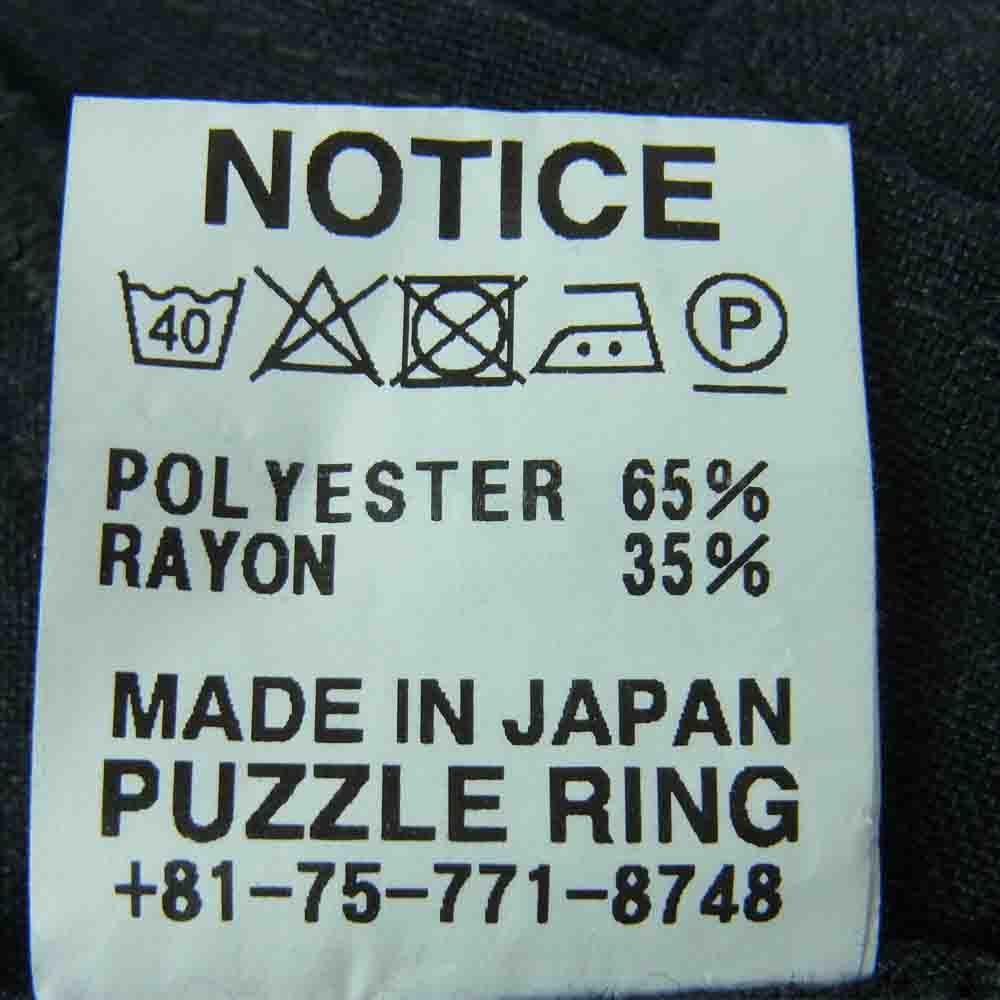 NOTICE
40 P
POLYESTER 65%
RAYON 35%
MADE IN JAPAN
PUZZLE RING
+81-75-771-8748